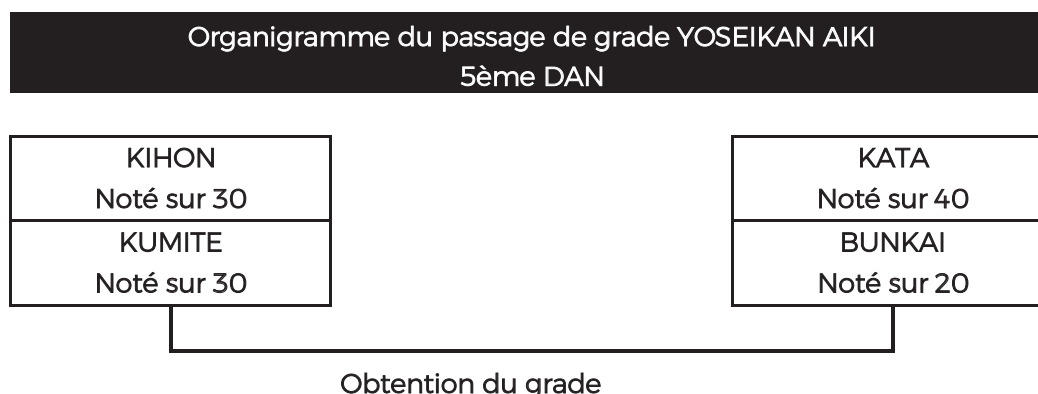 Organigramme du passage de grade YOSEIKAN AIKI
5ème DAN
KIHON
Noté sur 30
KUMITE
Noté sur 30
KATA
Noté sur 40
BUNKAI
Noté sur 20
Obtention du grade